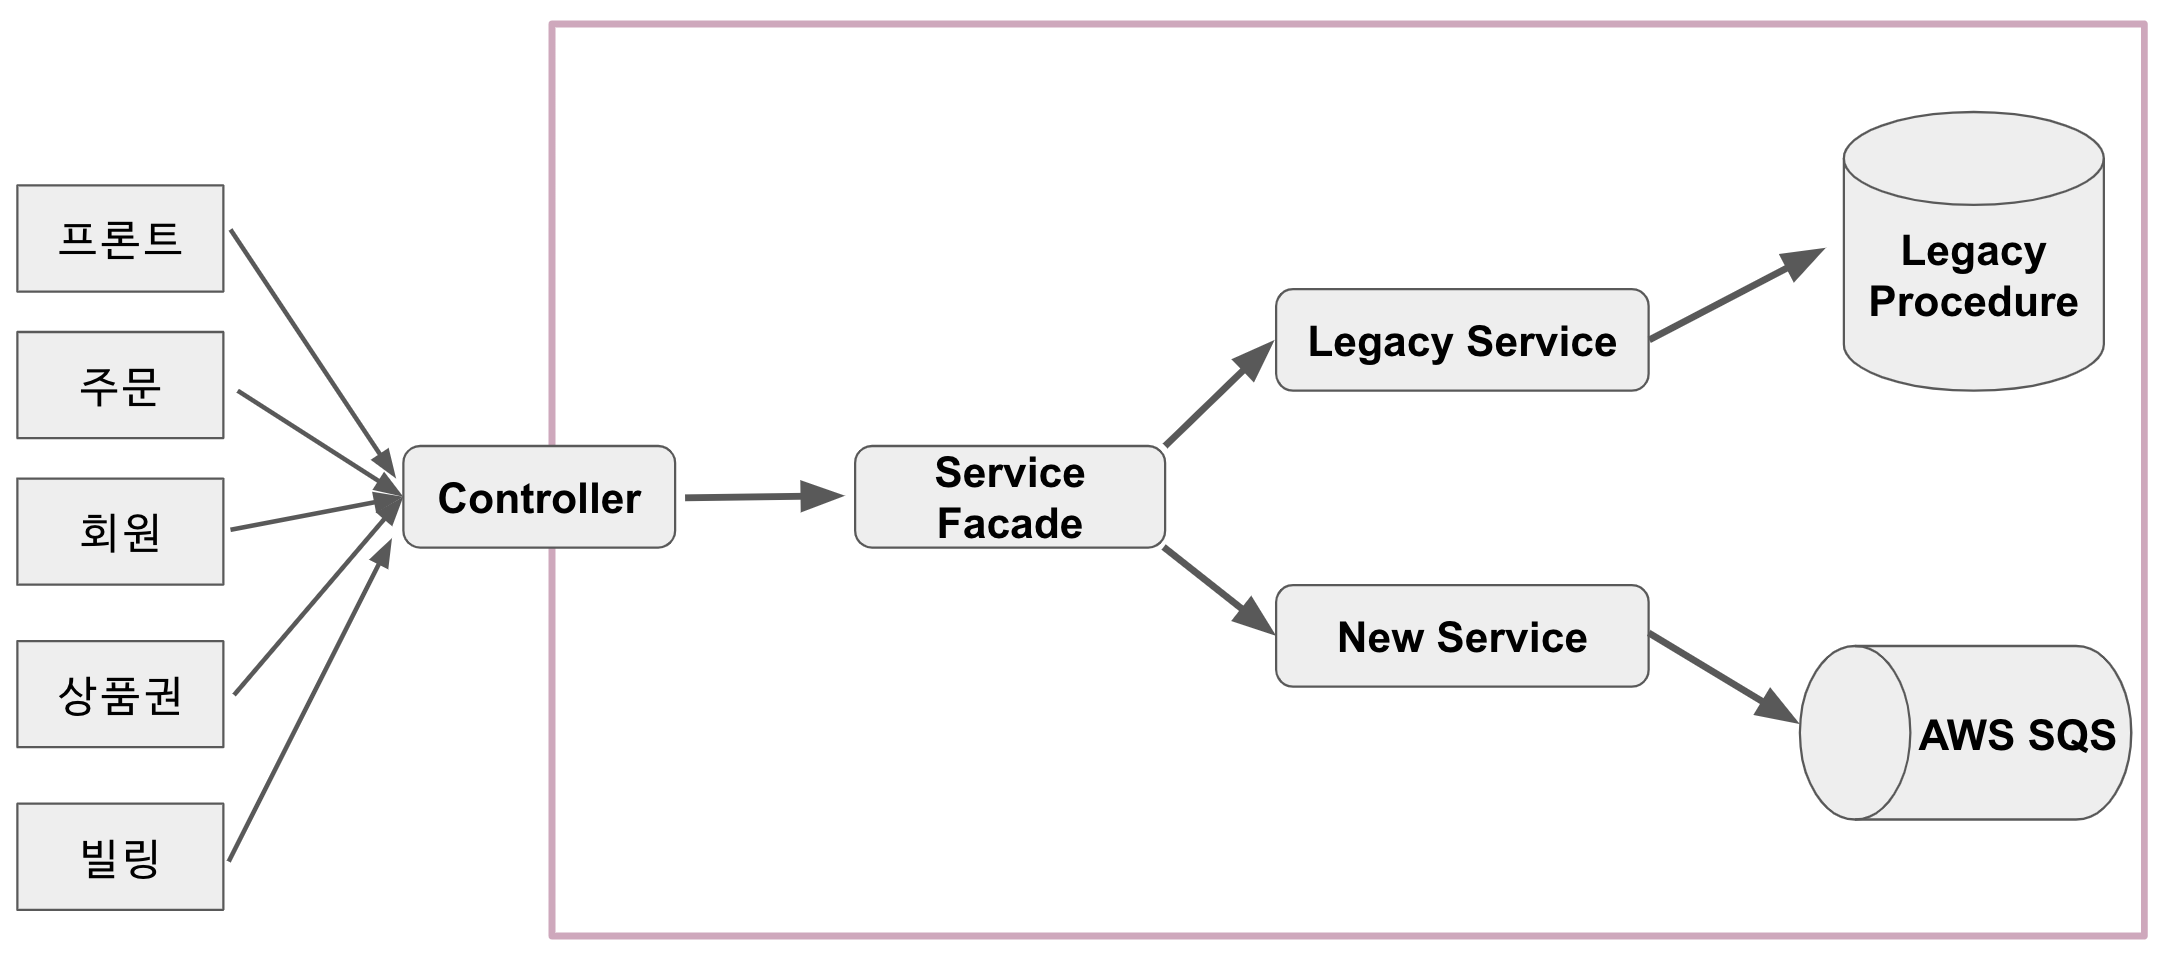 프론트
주문
회원
상품권
빌링
Controller
Service
Facade
Legacy Service
New Service
Legacy
Procedure
AWS SQS